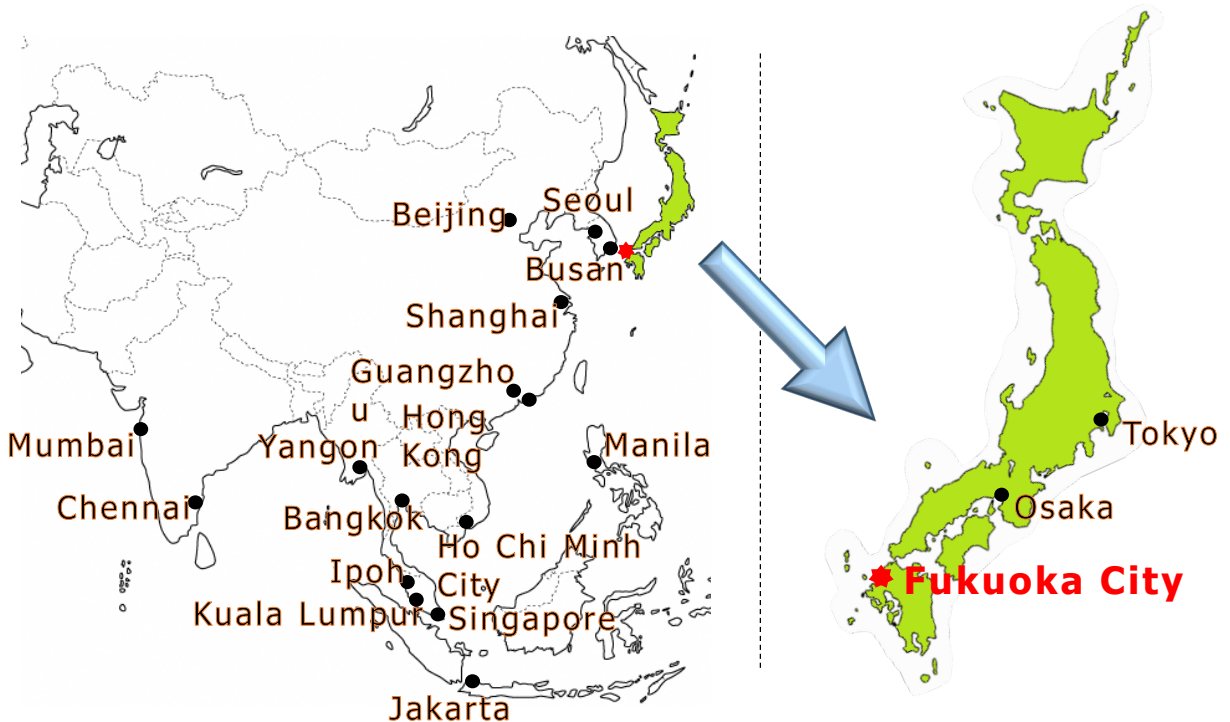 Seoul
Beijing
Busan
Shanghai
Guangzho
u
Hong
Kong
Mumbai
Yangon
Manila
Chennai
Bangkok
Ho Chi Minh
City
Ipoh
Kuala Lumpur
Singapore
Jakarta
Tokyo
Osaka
Fukuoka City